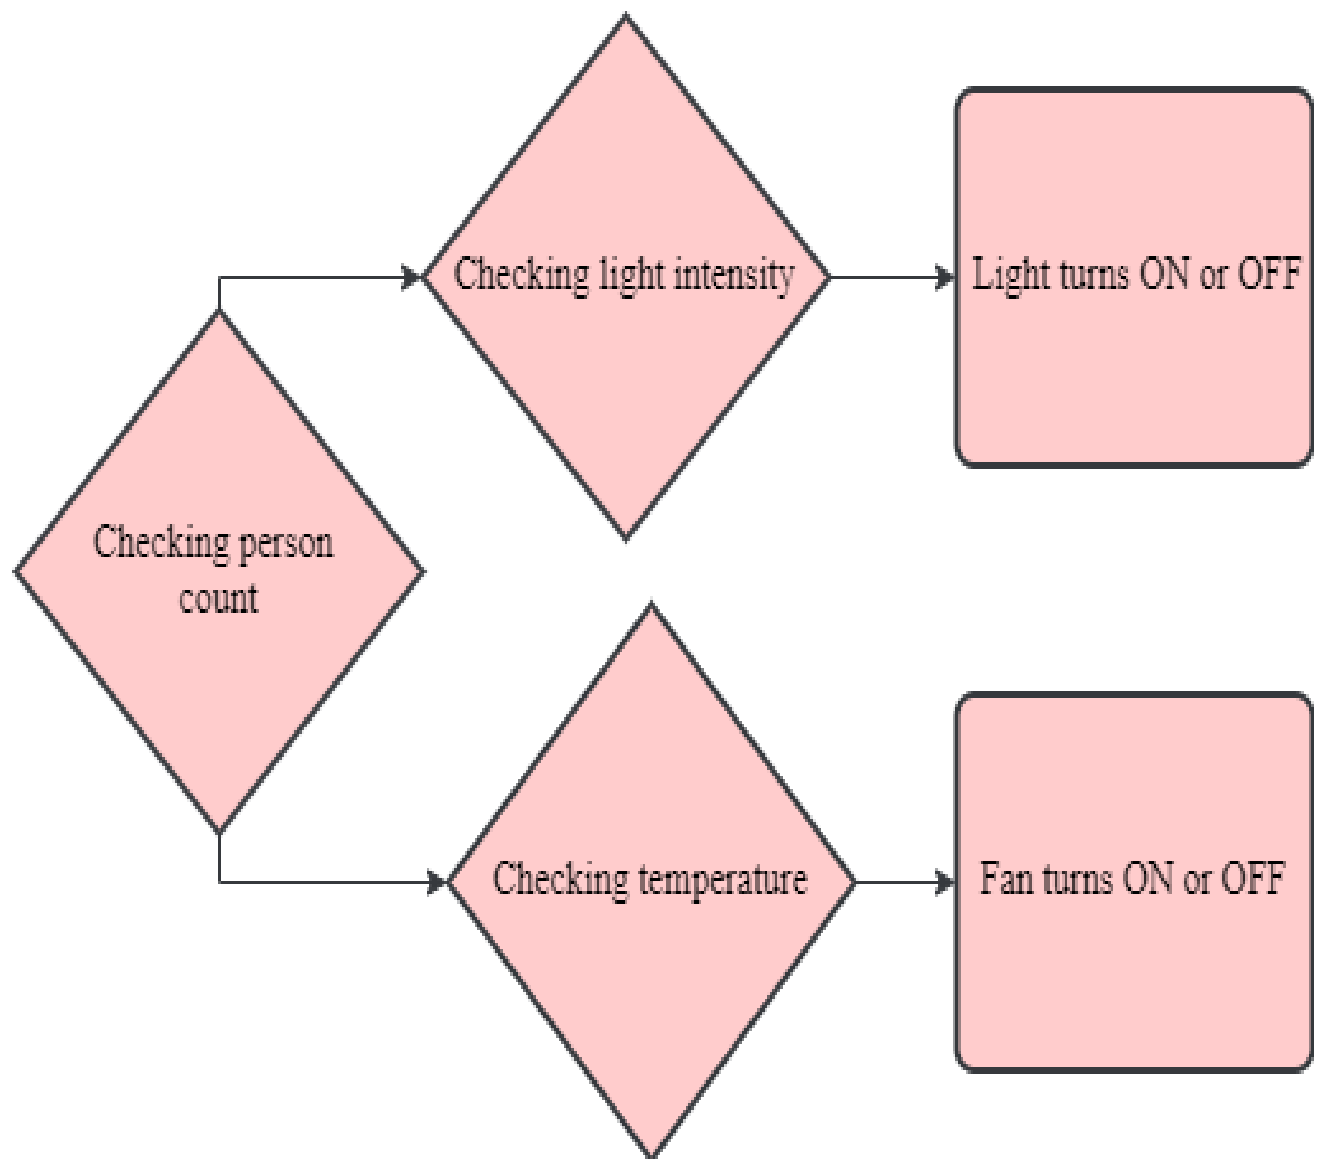 Checking light intensity
Light turns ON or OFF
Checking person
count
Checking temperature
Fan turns ON or OFF